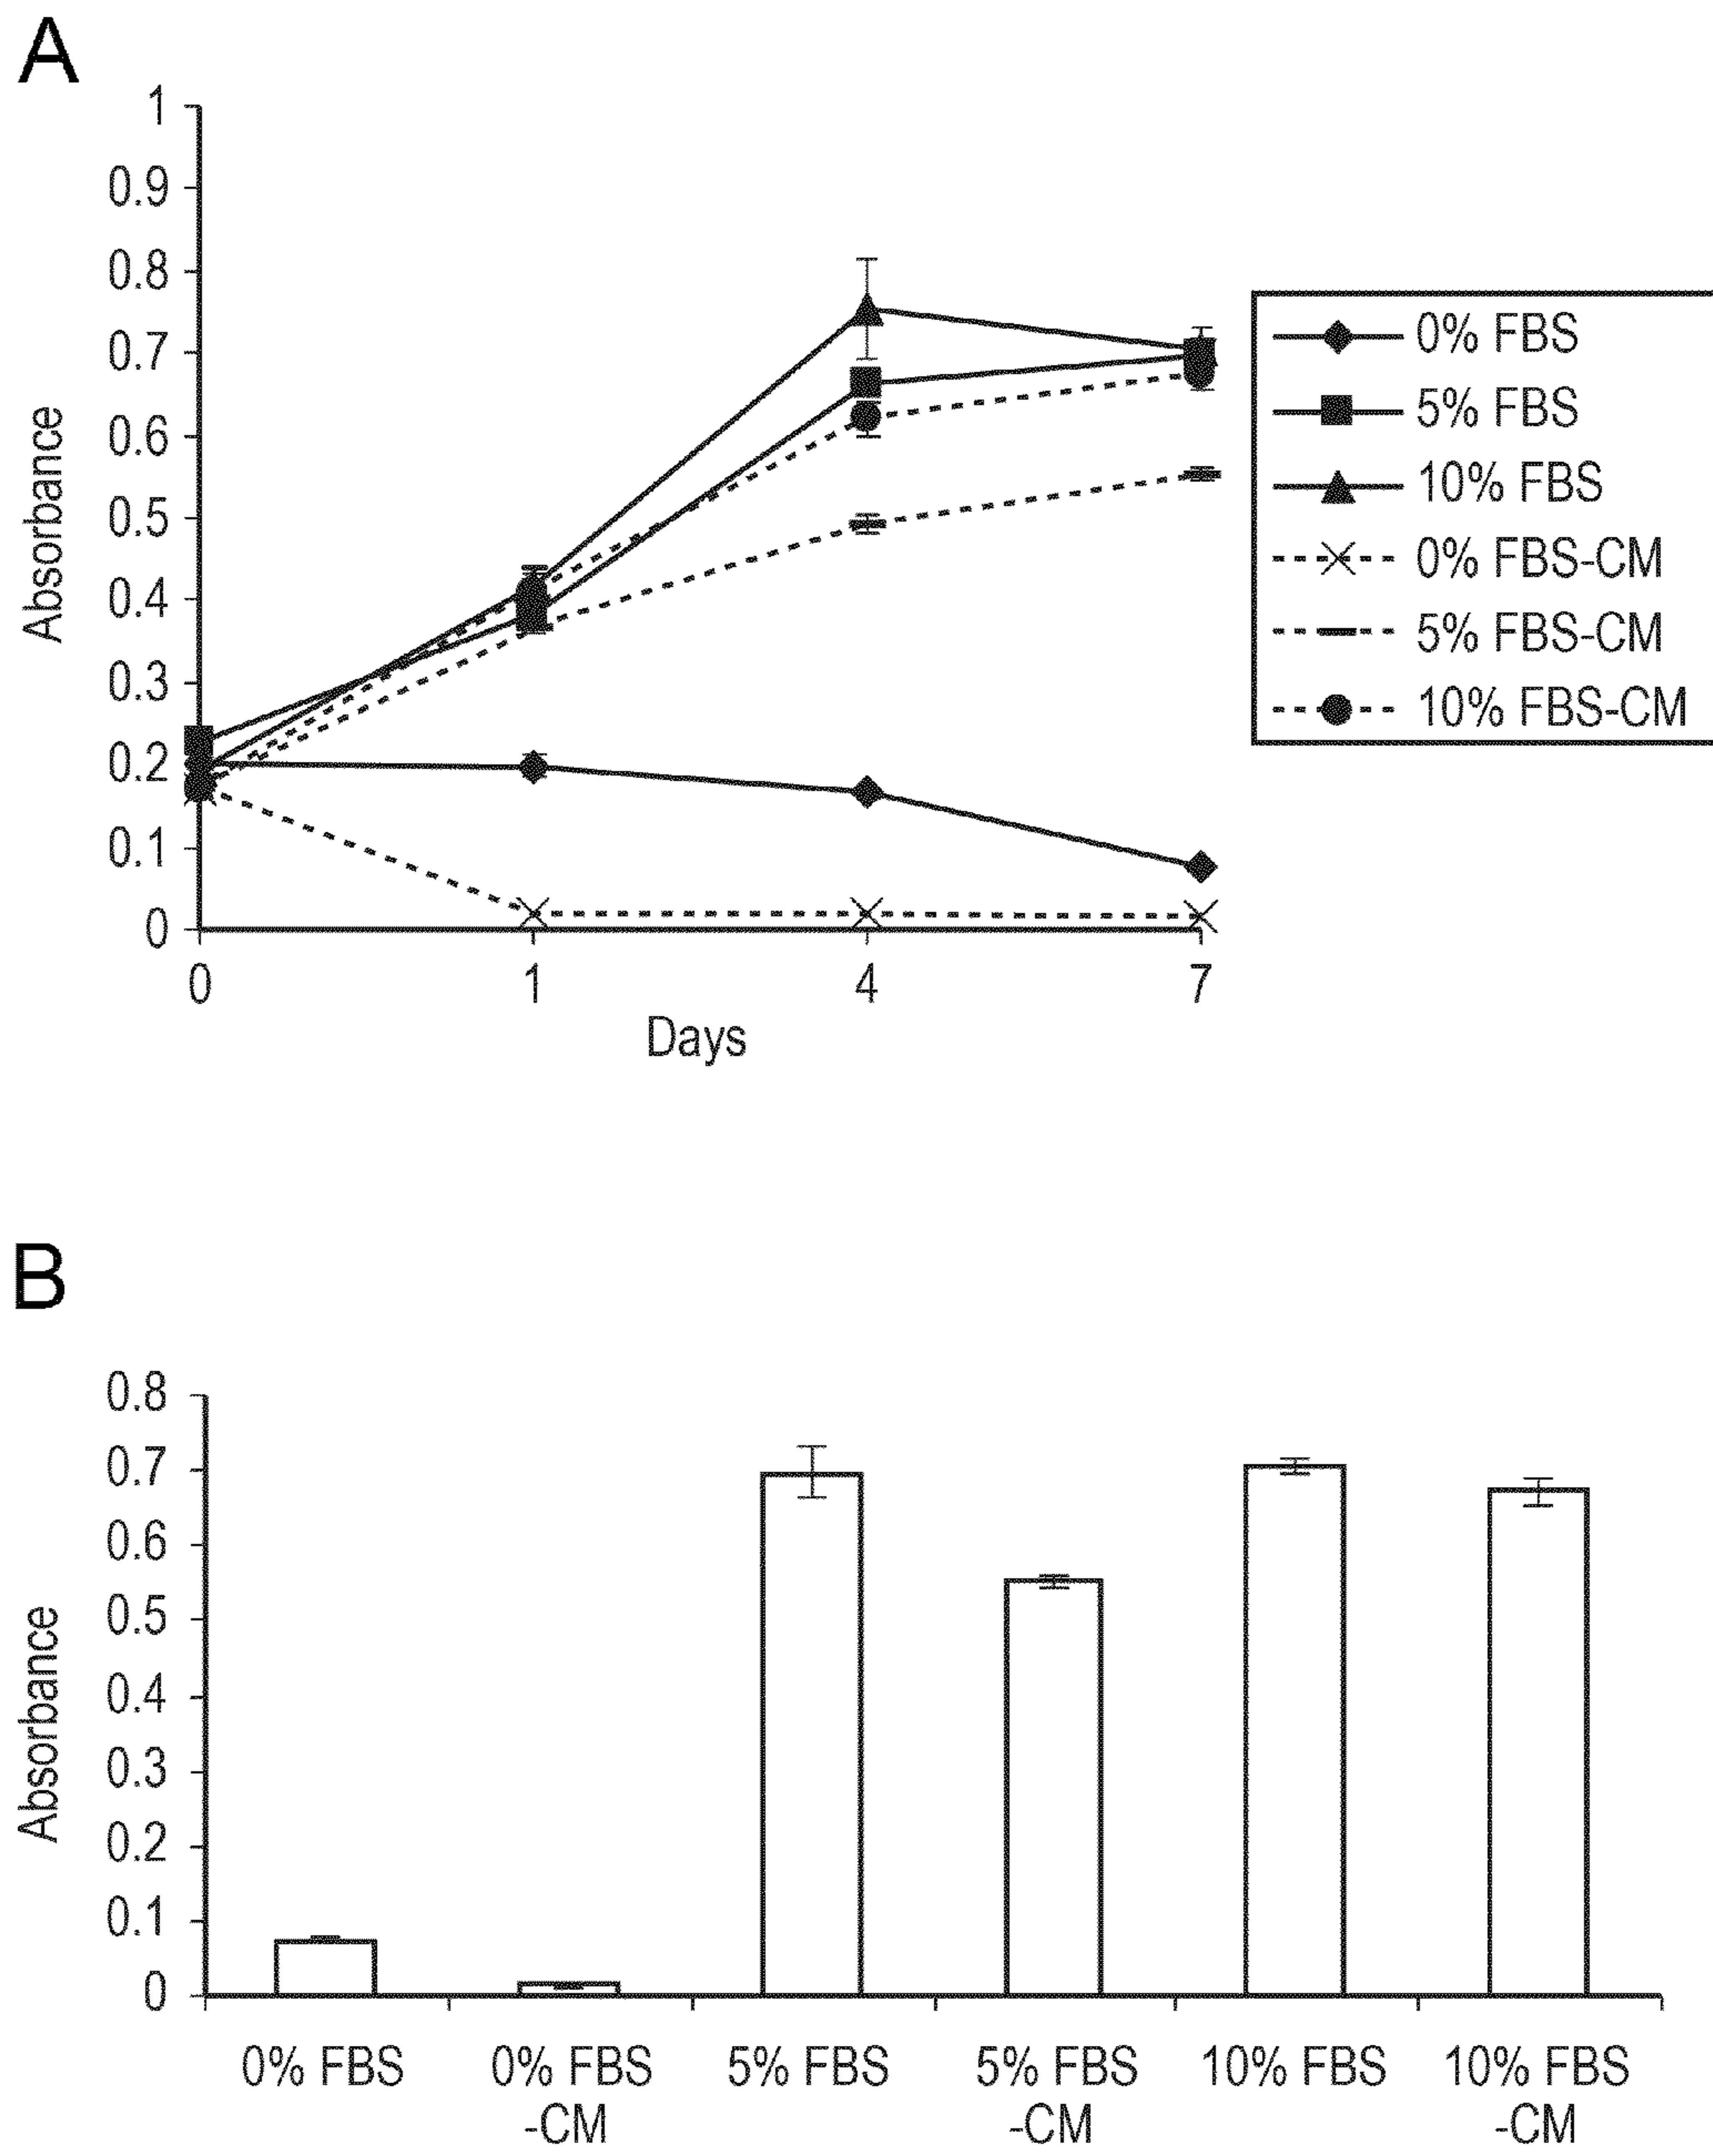 A
1
0.9
0.8
0.7
0.6
0.5
0.4
0.3
0.2
0.1
0
Absorbance
0 1 4 7
Days
0% FBS
5% FBS
10% FBS
0% FBS-CM
5% FBS-CM
10% FBS-CM
B
0.8
0.7
0.6
0.5
0.4
0.3
0.2
0.1
0
Absorbance
0% FBS 0% FBS 5% FBS 5% FBS 10% FBS 10% FBS
-CM -CM -CM